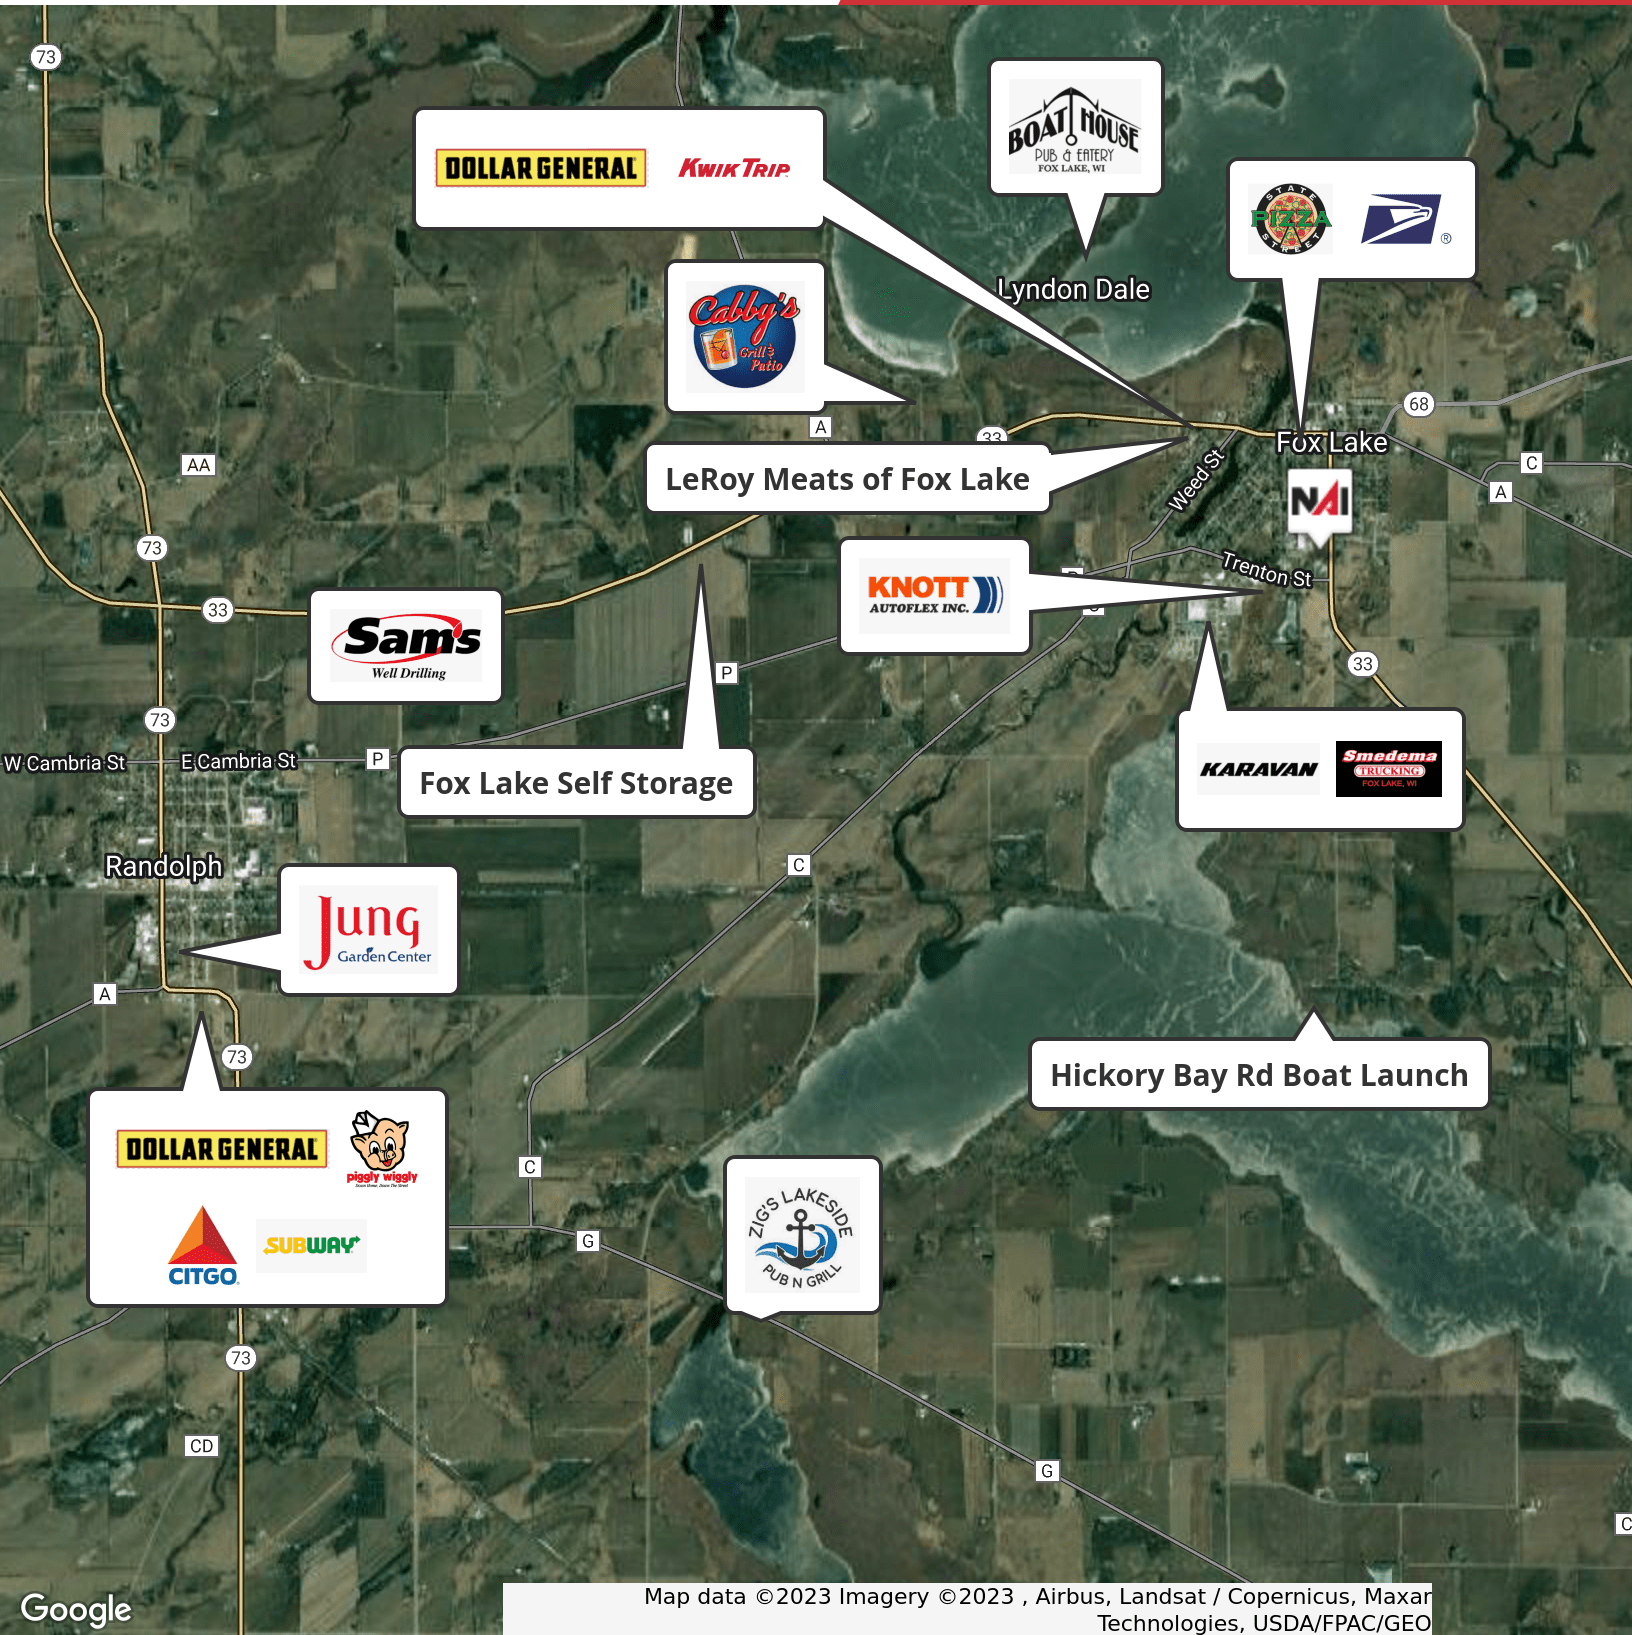 73
BOAT HOUSE
PUB & EATERY
FOX LAKE, WI
DOLLAR GENERAL
KWIK TRIP
STATE
PIZZA
STREET
®
Lyndon Dale
Cabby's
Grill &
Patio
A
33
68
Fox Lake
C
A
AA
LeRoy Meats of Fox Lake
Weed St
NAI
73
KNOTT
AUTOFLEX INC.
Trenton St
33
Sam's
Well Drilling
P
33
73
KARAVAN
Smedema
TRUCKING
FOX LAKE, WI
W Cambria St
E Cambria St
P
Fox Lake Self Storage
Randolph
C
Jung
Garden Center
A
73
Hickory Bay Rd Boat Launch
DOLLAR GENERAL
piggly wiggly
CITGO
SUBWAY
C
G
ZIG'S LAKESIDE
PUB N GRILL
73
CD
G
C
Google
Map data ©2023 Imagery ©2023 , Airbus, Landsat / Copernicus, Maxar
Technologies, USDA/FPAC/GEO